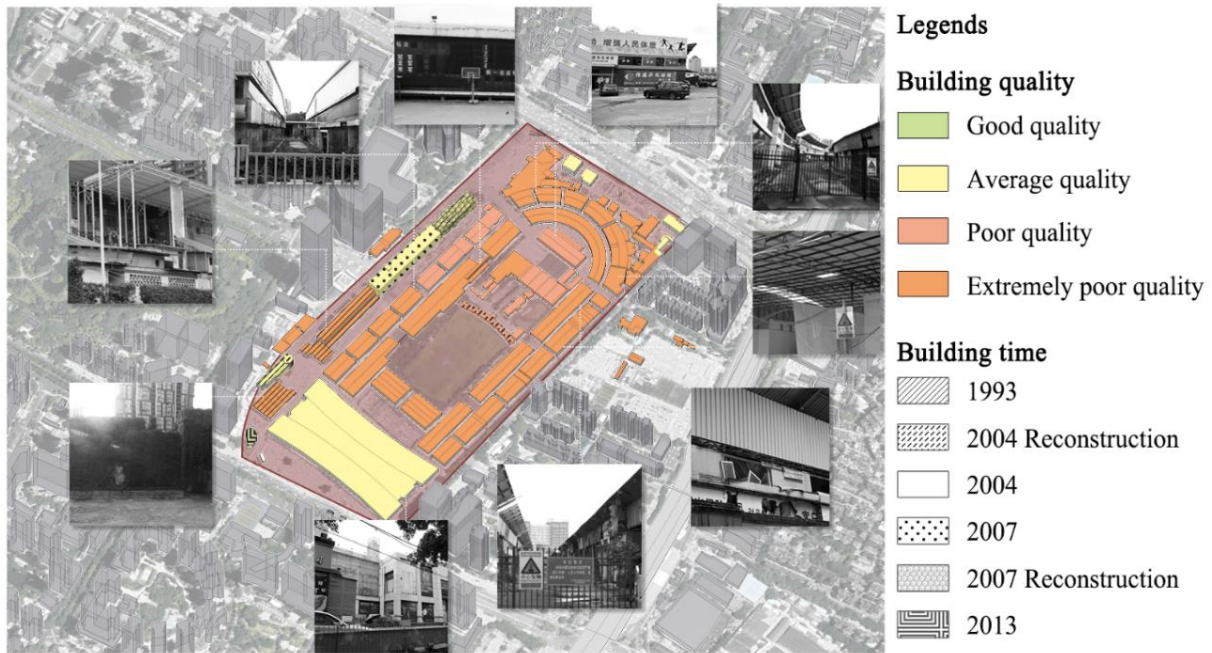 Legends
Building quality
Good quality
Average quality
Poor quality
Extremely poor quality
Building time
1993
2004 Reconstruction
2004
2007
2007 Reconstruction
2013